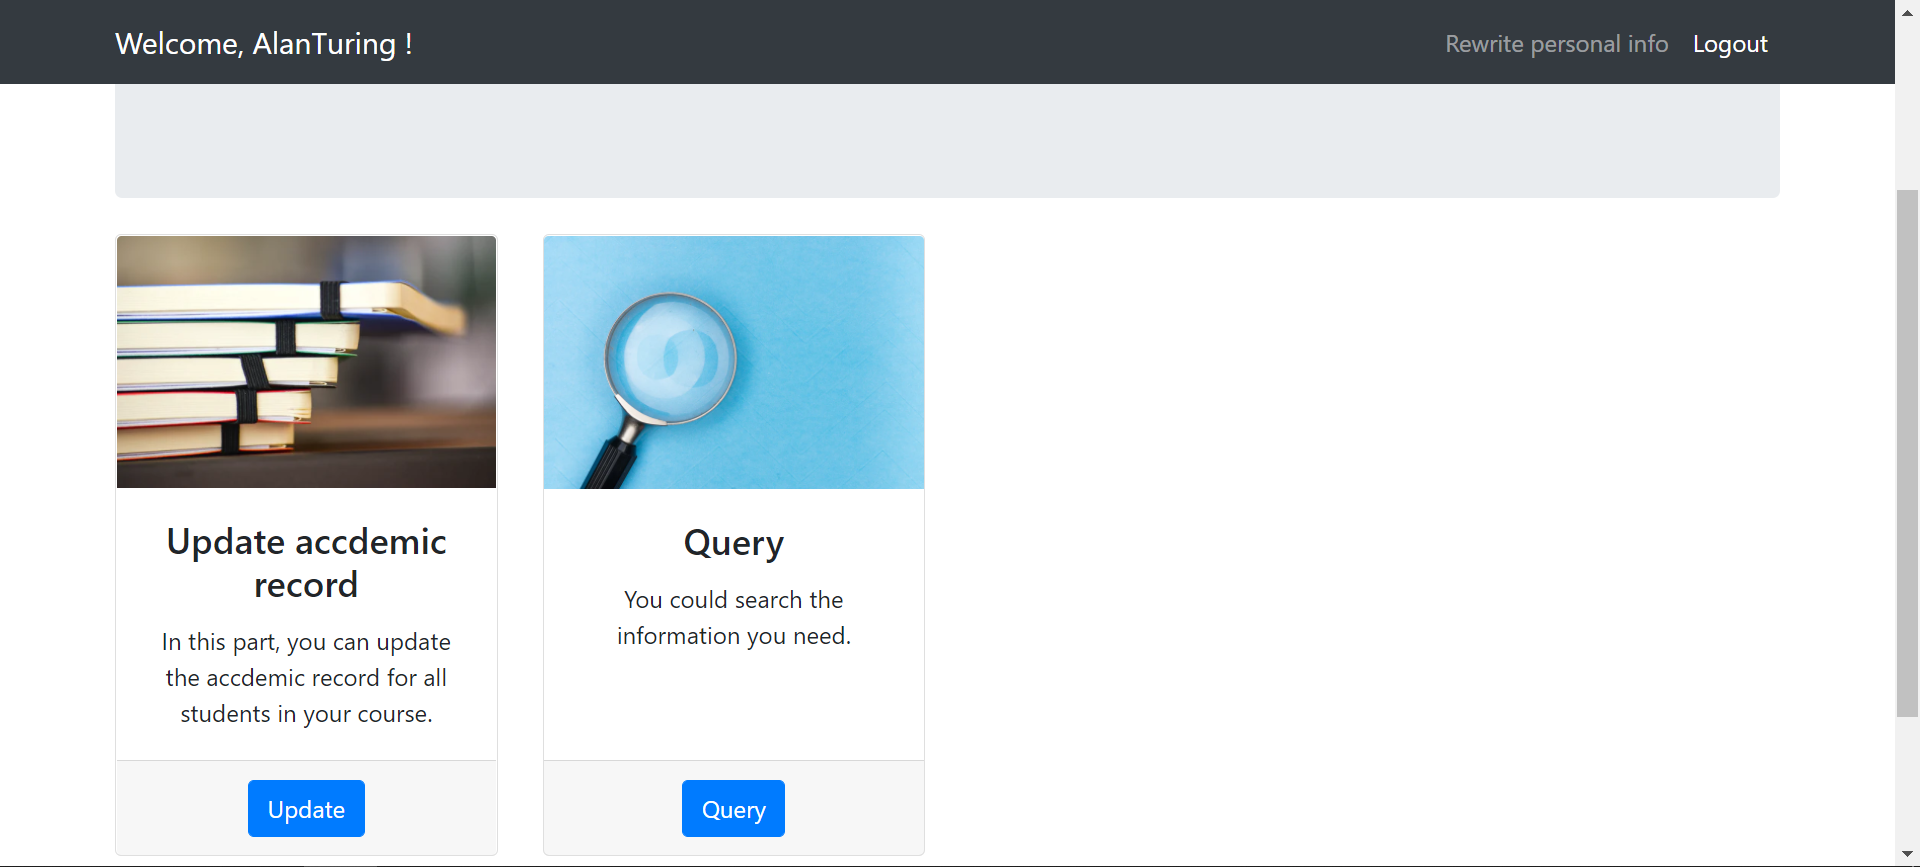 Welcome, AlanTuring !
Rewrite personal info
Logout
Update accdemic
record
In this part, you can update
the accdemic record for all
students in your course.
Update
Query
You could search the
information you need.
Query